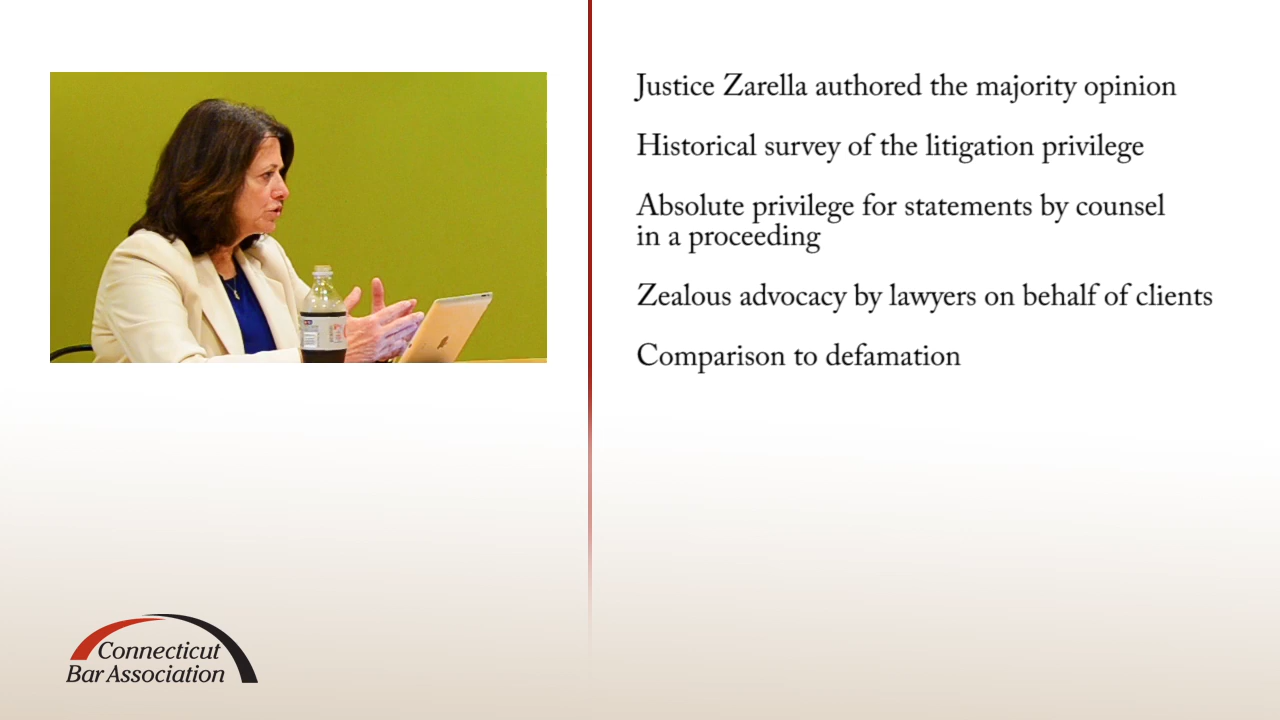 Justice Zarella authored the majority opinion
Historical survey of the litigation privilege
Absolute privilege for statements by counsel
in a proceeding
Zealous advocacy by lawyers on behalf of clients
Comparison to defamation
Connecticut
Bar Association